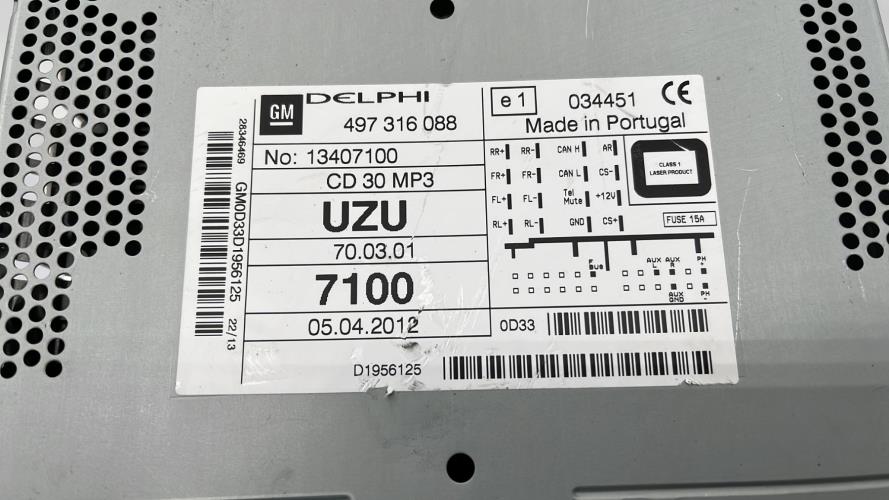 GM DELPHI
497 316 088
e1 034451 CE
Made in Portugal
28346469
GM0D33D1956125
22/13
No: 13407100
CD 30 MP3
UZU
70.03.01
7100
05.04.2012
RR+ RR- CAN H AR
FR+ FR- CAN L CS-
FL+ FL- Tel Mute +12V
RL+ RL- GND CS+
CLASS 1
LASER PRODUCT
FUSE 15A
F BUS
AUX L
AUX R
PH +
AUX GND
PH -
0D33
D1956125